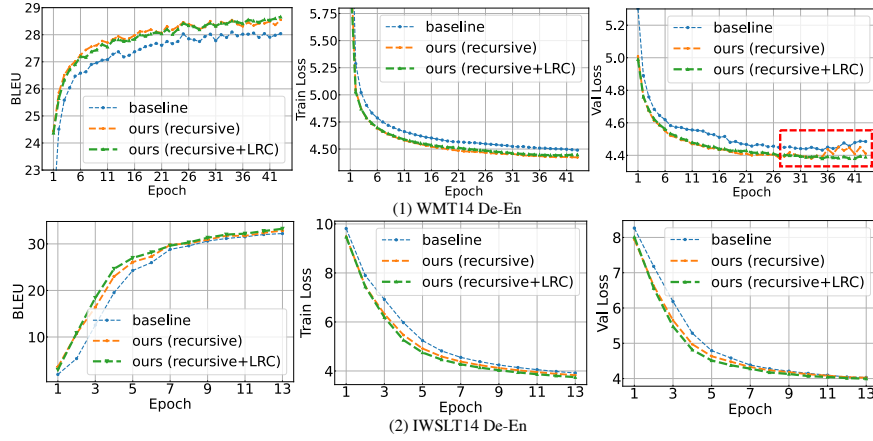 29
28
27
26
25
24
23
BLEU
baseline
ours (recursive)
ours (recursive+LRC)
1 6 11 16 21 26 31 36 41
Epoch
5.75
5.50
5.25
5.00
4.75
4.50
Train Loss
baseline
ours (recursive)
ours (recursive+LRC)
1 6 11 16 21 26 31 36 41
Epoch
5.2
5.0
4.8
4.6
4.4
Val Loss
baseline
ours (recursive)
ours (recursive+LRC)
1 6 11 16 21 26 31 36 41
Epoch
(1) WMT14 De-En
30
20
10
BLEU
baseline
ours (recursive)
ours (recursive+LRC)
1 3 5 7 9 11 13
Epoch
10
8
6
4
Train Loss
baseline
ours (recursive)
ours (recursive+LRC)
1 3 5 7 9 11 13
Epoch
8
7
6
5
4
Val Loss
baseline
ours (recursive)
ours (recursive+LRC)
1 3 5 7 9 11 13
Epoch
(2) IWSLT14 De-En